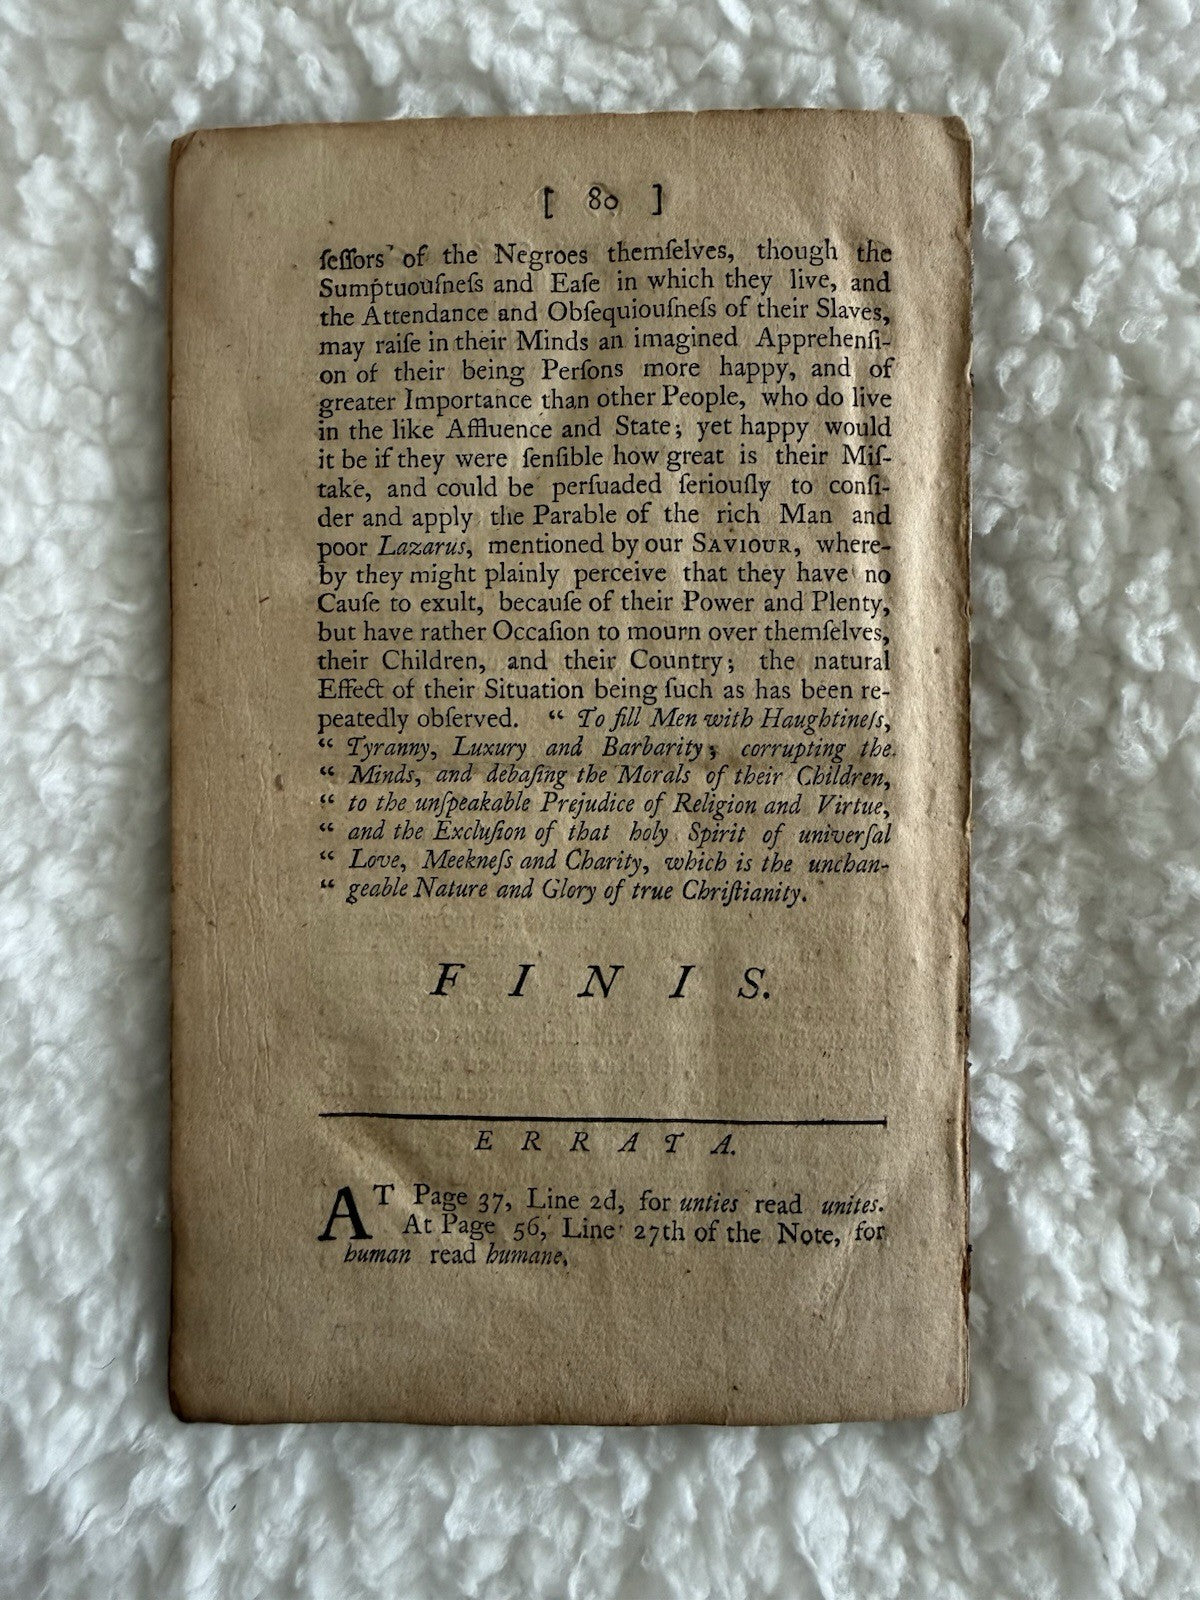 [ 80 ]
ſeſſors of the Negroes themſelves, though the
Sumptuouſneſs and Eaſe in which they live, and
the Attendance and Obſequiouſneſs of their Slaves,
may raiſe in their Minds an imagined Apprehenſi-
on of their being Perſons more happy, and of
greater Importance than other People, who do live
in the like Affluence and State; yet happy would
it be if they were ſenſible how great is their Miſ-
take, and could be perſuaded ſeriouſly to conſi-
der and apply the Parable of the rich Man and
poor Lazarus, mentioned by our SAVIOUR, where-
by they might plainly perceive that they have no
Cauſe to exult, becauſe of their Power and Plenty,
but have rather Occaſion to mourn over themſelves,
their Children, and their Country; the natural
Effect of their Situation being ſuch as has been re-
peatedly obſerved. “ To fill Men with Haughtineſs,
“ Tyranny, Luxury and Barbarity; corrupting the
“ Minds, and debaſing the Morals of their Children,
“ to the unſpeakable Prejudice of Religion and Virtue,
“ and the Excluſion of that holy Spirit of univerſal
“ Love, Meekneſs and Charity, which is the unchan-
“ geable Nature and Glory of true Chriſtianity.
F I N I S.
E R R A T A.
AT Page 37, Line 2d, for unties read unites.
At Page 56, Line 27th of the Note, for
human read humane.